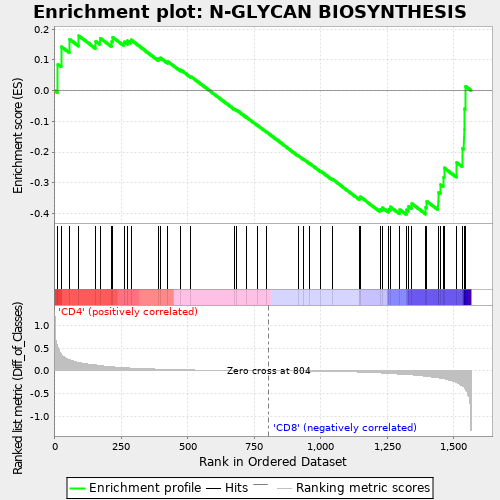 Enrichment plot: N-GLYCAN BIOSYNTHESIS
Enrichment score (ES)
0.2
0.1
0.0
-0.1
-0.2
-0.3
-0.4
Ranked list metric (Diff_of_Classes)
'CD4' (positively correlated)
1.0
0.5
0.0
-0.5
-1.0
Zero cross at 804
'CD8' (negatively correlated)
0
250
500
750
1,000
1,250
1,500
Rank in Ordered Dataset
Enrichment profile
Hits
Ranking metric scores